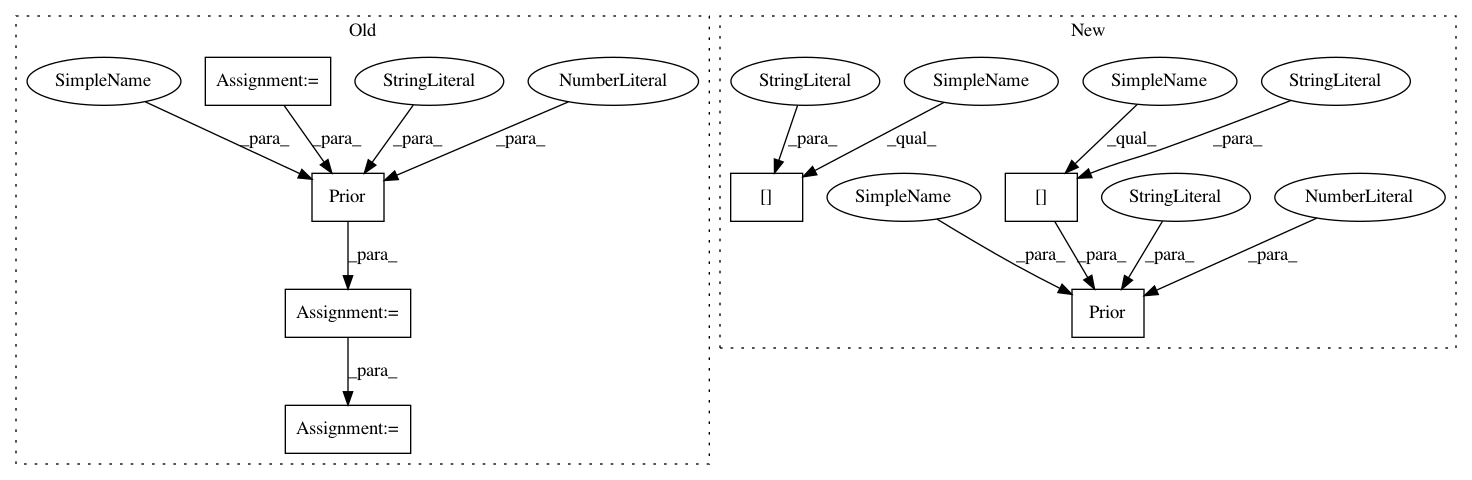 Old
New
SimpleName
Assignment:=
StringLiteral
NumberLiteral
StringLiteral
SimpleName
SimpleName
StringLiteral
_para_
_para_
_para_
_para_
_para_
_qual_
_qual_
_para_
Prior
[]
SimpleName
[]
StringLiteral
NumberLiteral
_para_
_para_
_para_
_para_
_para_
Assignment:=
Prior
_para_
Assignment:=